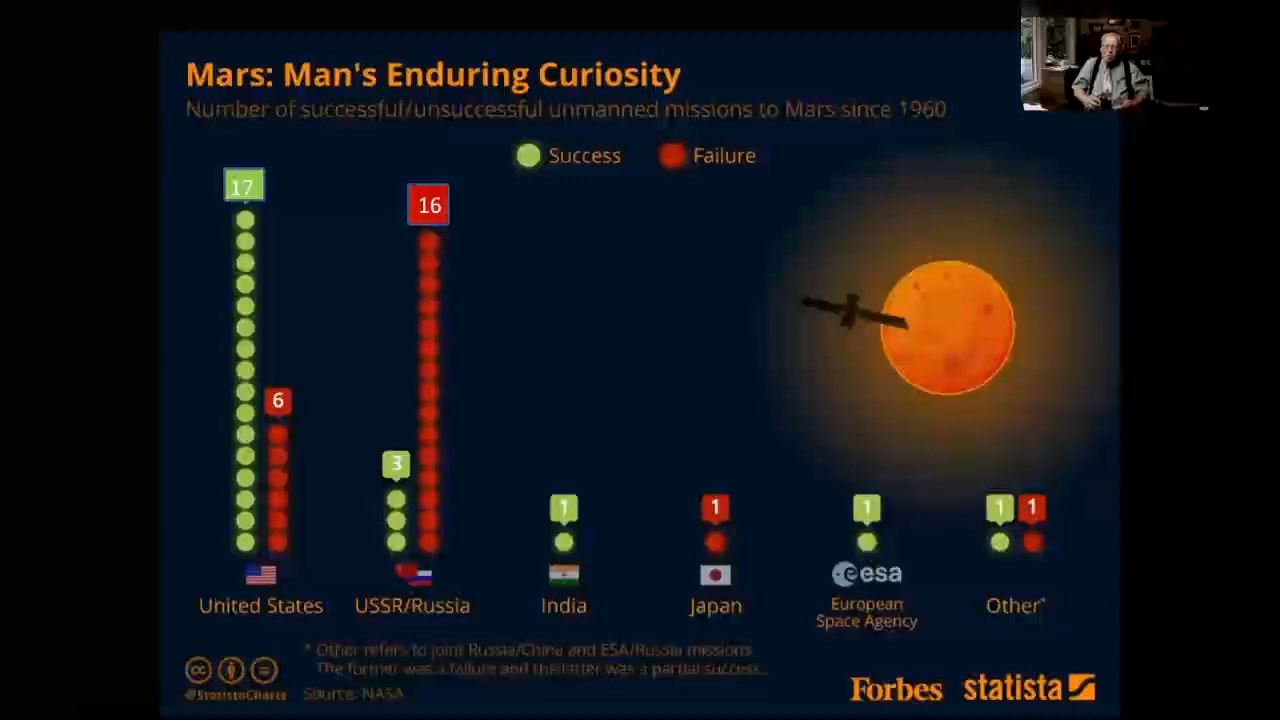 Mars: Man's Enduring Curiosity
Number of successful/unsuccessful unmanned missions to Mars since 1960
Success Failure
17
16
6
3
1 1 1 1 1
United States USSR/Russia India Japan European Space Agency Other*
esa
* Other refers to joint Russia/China and ESA/Russia missions
The former was a failure and the latter was a partial success.
@StatistaCharts Source: NASA
Forbes statista